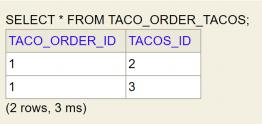 SELECT * FROM TACO_ORDER_TACOS;
TACO_ORDER_ID TACOS_ID
1 2
1 3
(2 rows, 3 ms)